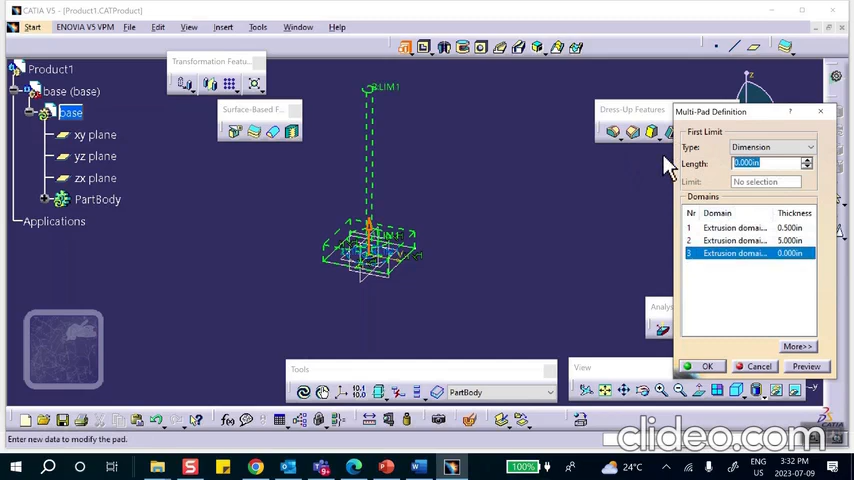 CATIA V5 - [Product1.CATProduct]
Start ENOVIA V5 VPM File Edit View Insert Tools Window Help
Transformation Featu...
Product1
base (base)
base
xy plane
yz plane
zx plane
PartBody
Applications
Surface-Based F...
LIM1
Dress-Up Features
z
Multi-Pad Definition
First Limit
Type: Dimension
Length: 0.000in
Limit: No selection
Domains
Nr Domain Thickness
1 Extrusion domai... 0.500in
2 Extrusion domai... 5.000in
3 Extrusion domai... 0.000in
More>>
OK Cancel Preview
Analys
Tools
PartBody
View
Enter new data to modify the pad.
clideo.com
100%
24°C
ENG
US
3:32 PM
2023-07-09